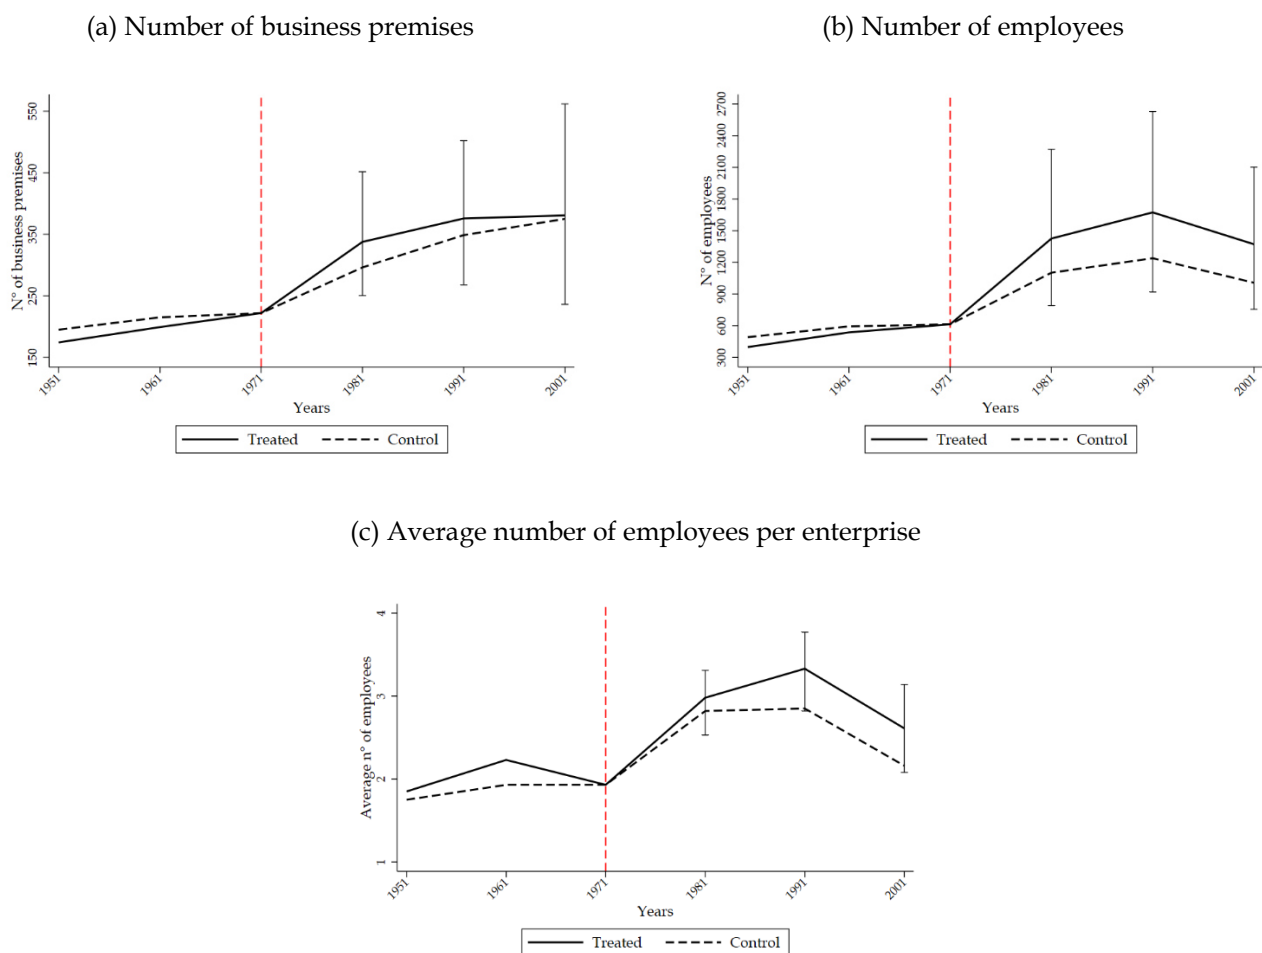 (a) Number of business premises
(b) Number of employees
N° of business premises
550
450
350
250
150
1951
1961
1971
1981
1991
2001
Years
Treated
Control
N° of employees
2700
2400
2100
1800
1500
1200
900
600
300
1951
1961
1971
1981
1991
2001
Years
Treated
Control
(c) Average number of employees per enterprise
Average n° of employees
4
3
2
1
1951
1961
1971
1981
1991
2001
Years
Treated
Control